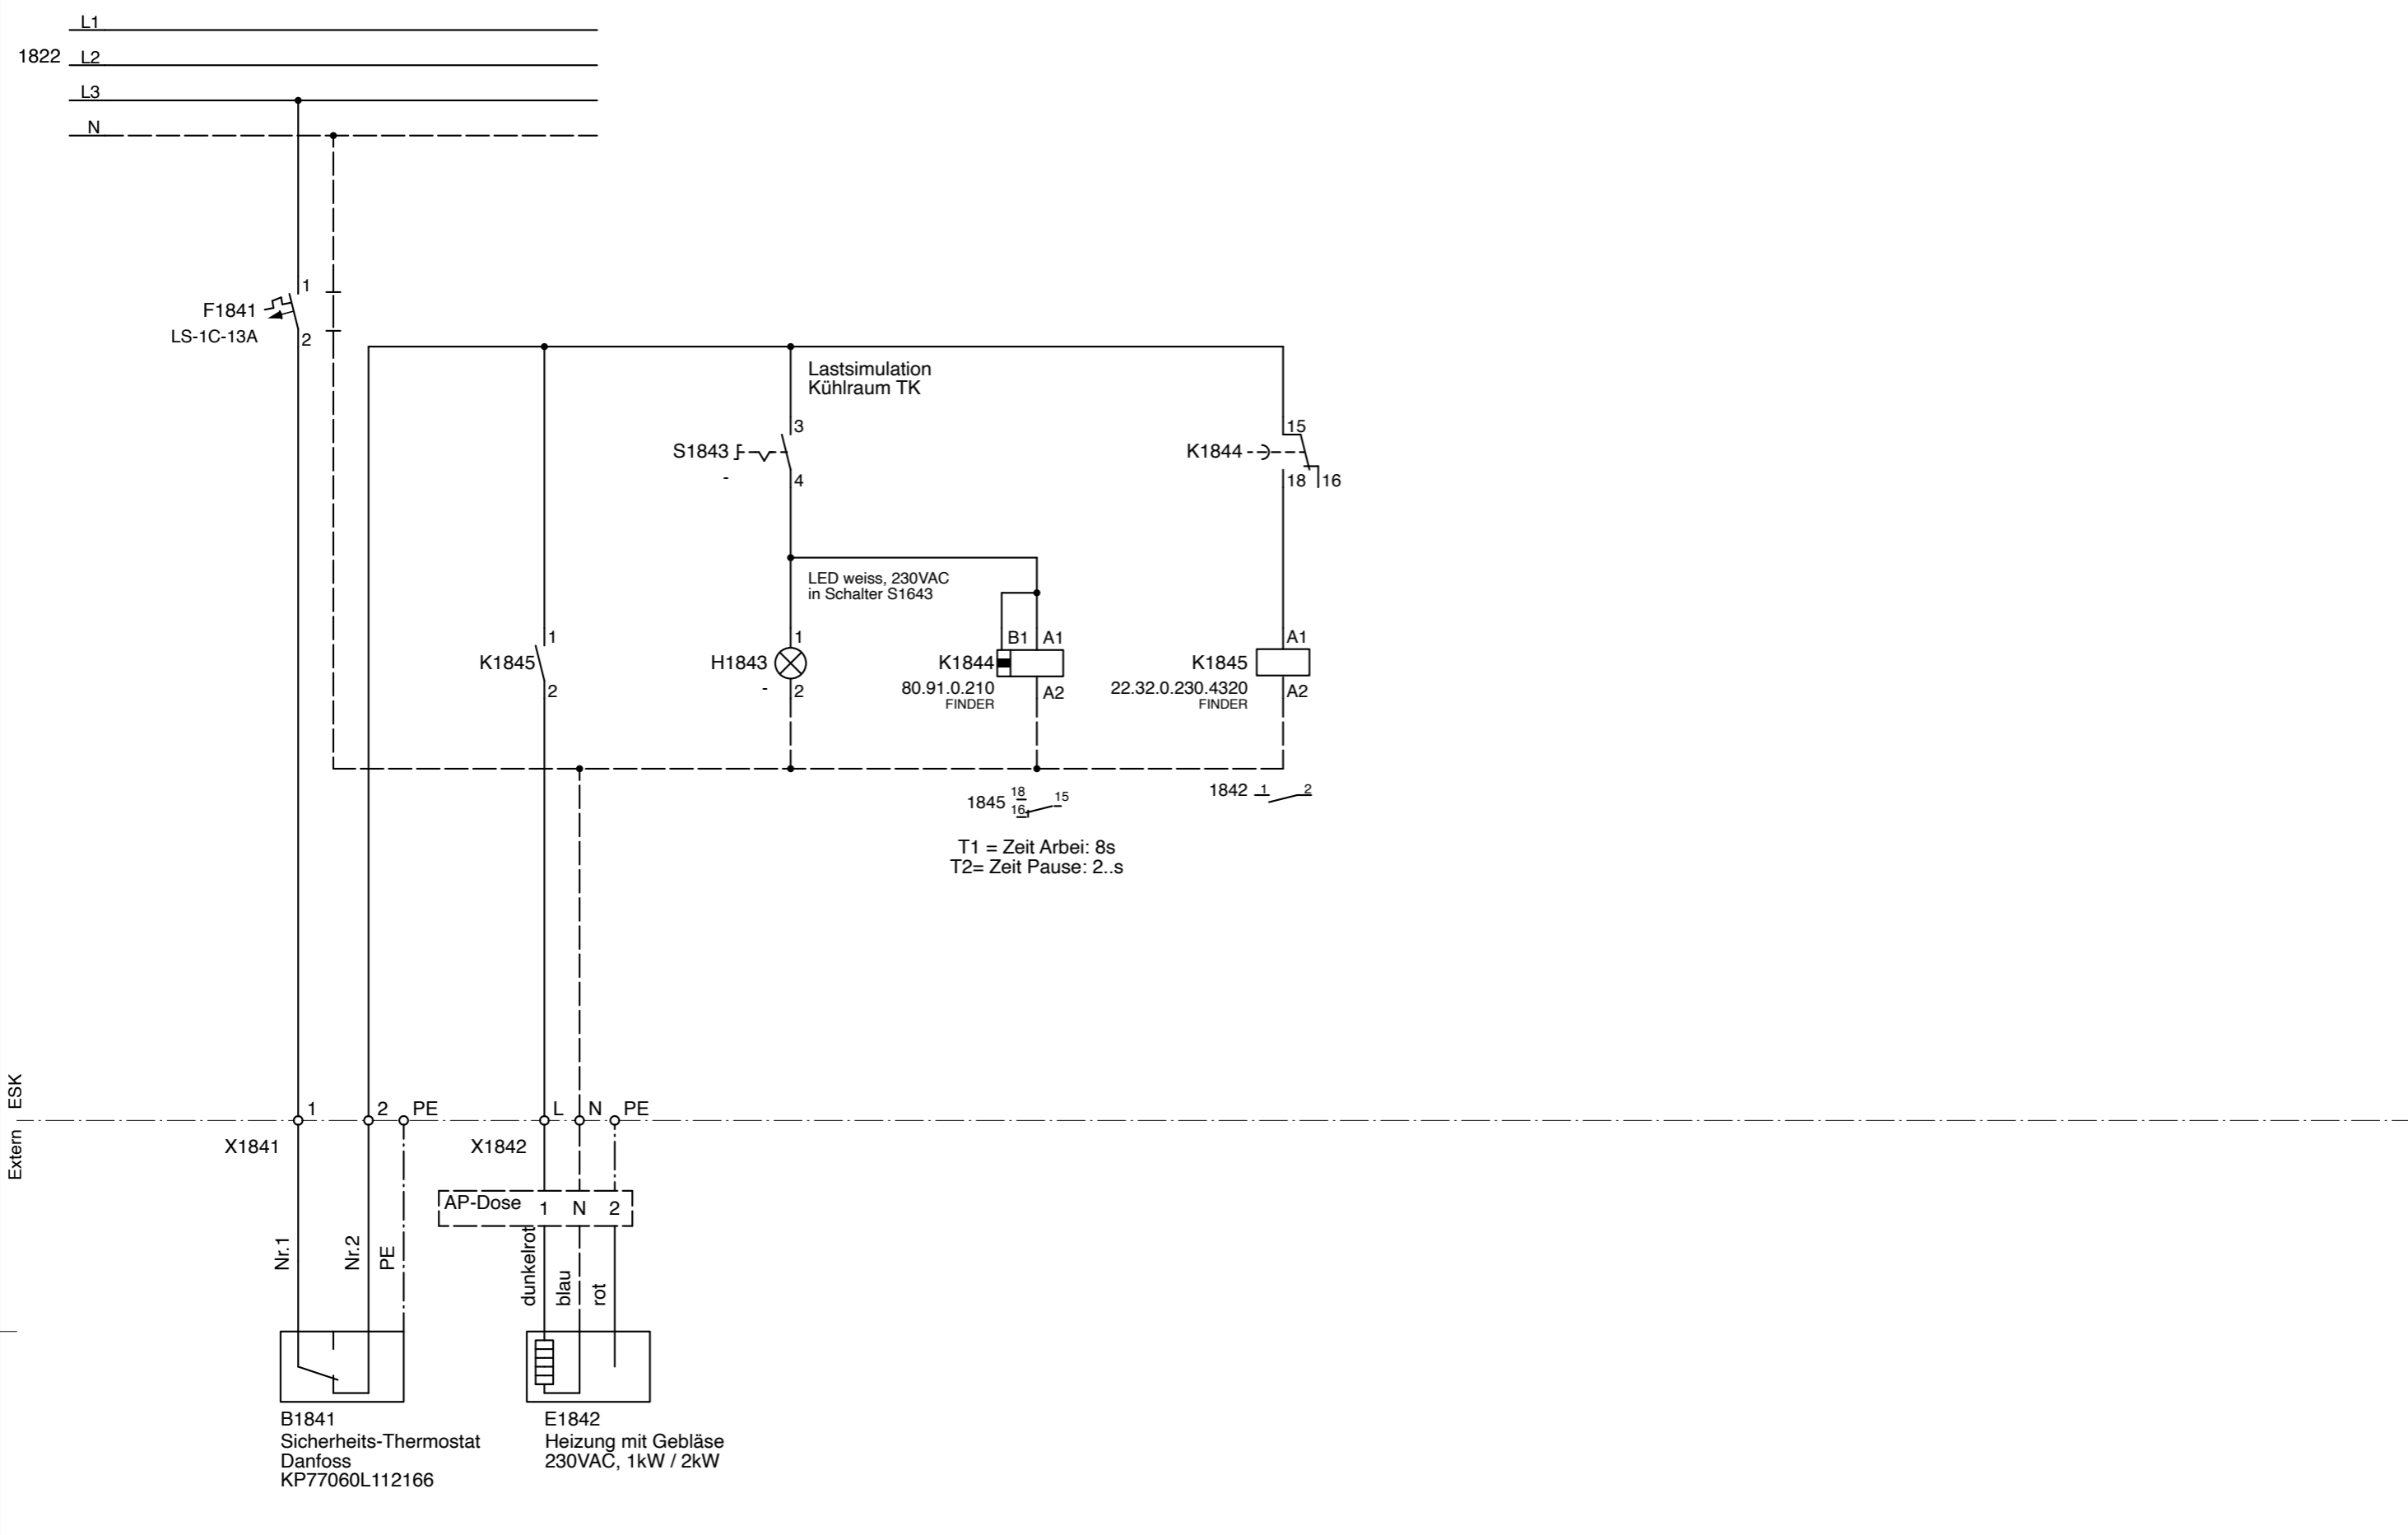 L1
1822 L2
L3
N
1
F1841
LS-1C-13A
2
Lastsimulation
Kühlraum TK
3
S1843
-
4
15
K1844
18 16
LED weiss, 230VAC
in Schalter S1643
1
K1845
2
1
H1843
-
2
B1 A1
K1844
80.91.0.210
FINDER
A2
A1
K1845
22.32.0.230.4320
FINDER
A2
1845 18 15
16
1842 1 2
T1 = Zeit Arbei: 8s
T2= Zeit Pause: 2..s
ESK
Extern
1 2 PE
X1841
L N PE
X1842
AP-Dose 1 N 2
Nr.1
Nr.2
PE
dunkelrot
blau
rot
B1841
Sicherheits-Thermostat
Danfoss
KP77060L112166
E1842
Heizung mit Gebläse
230VAC, 1kW / 2kW